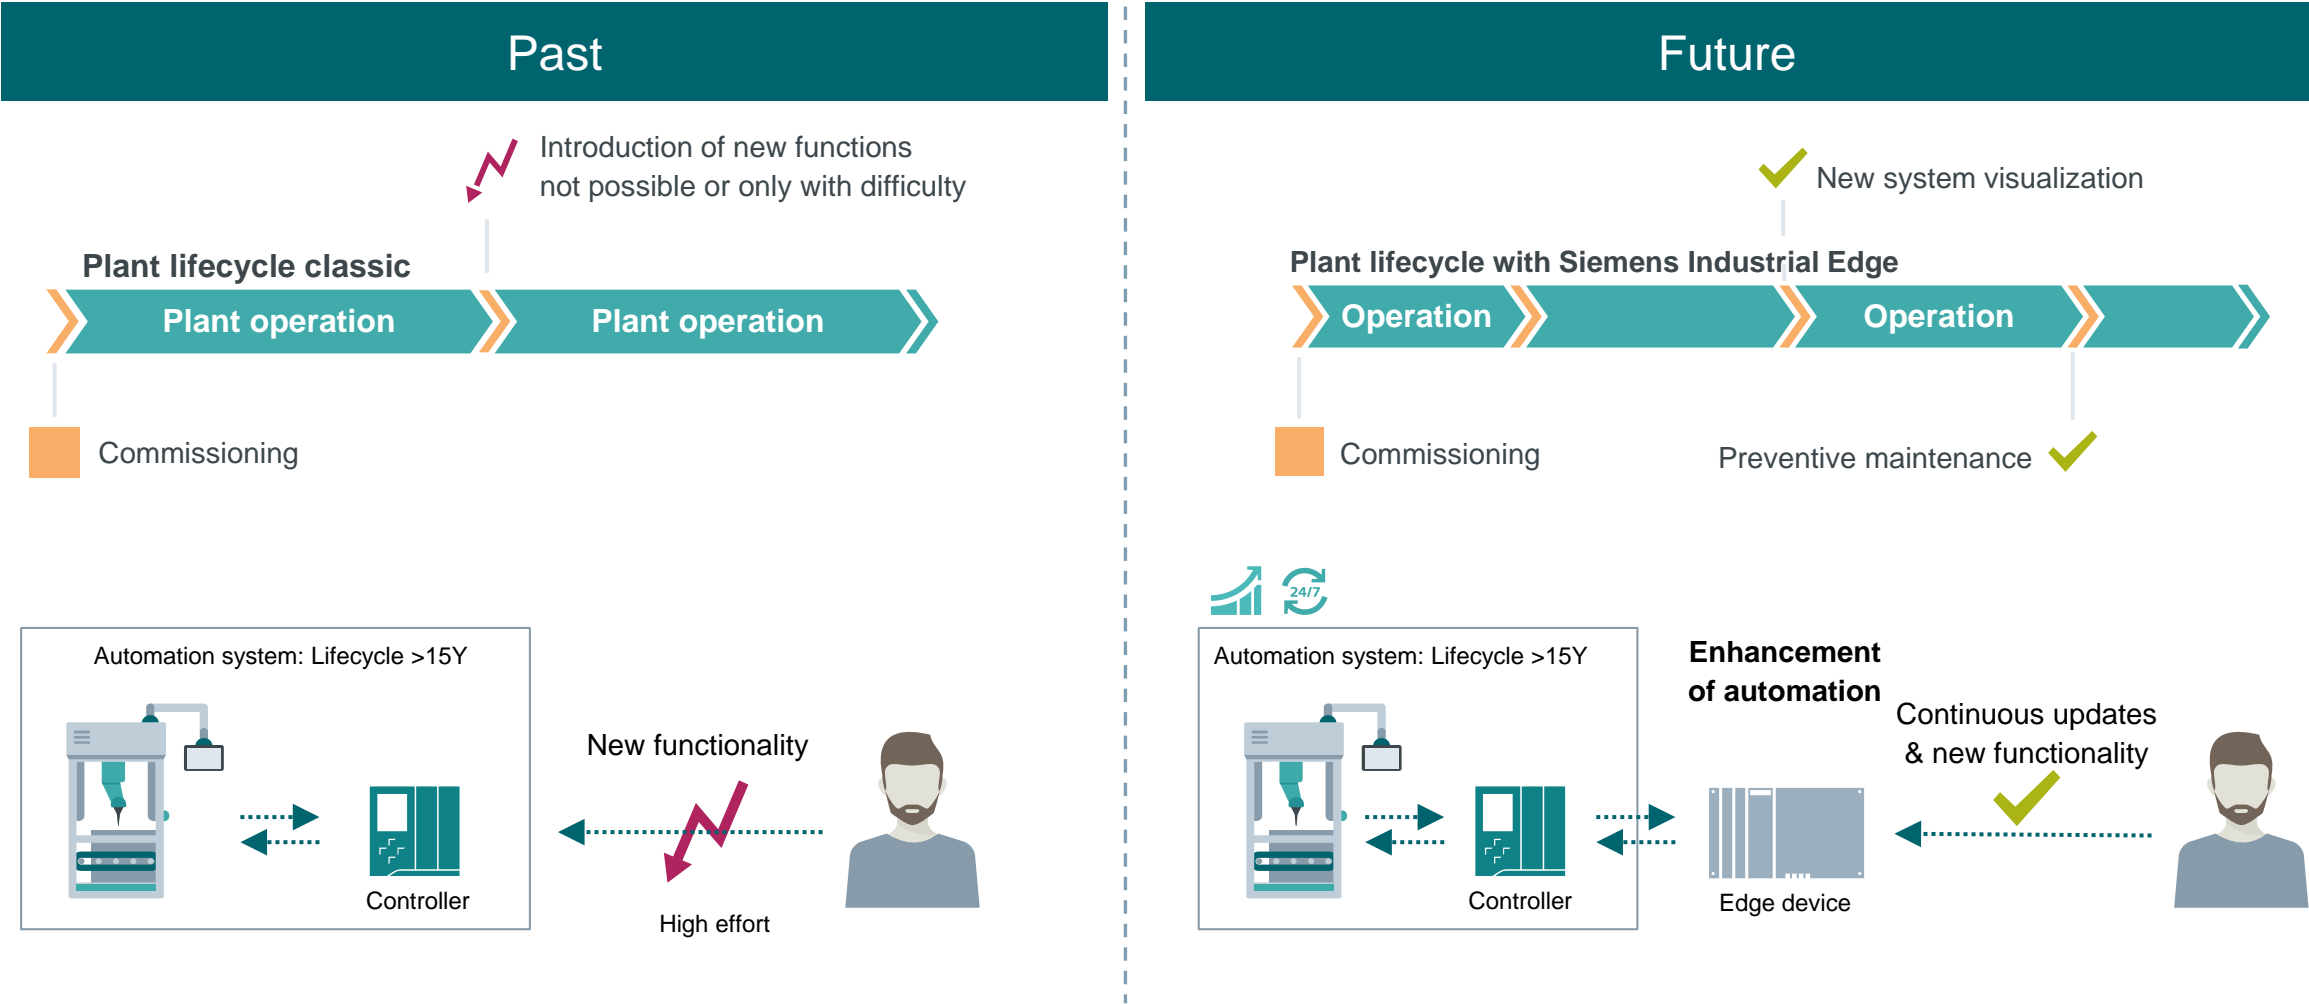 Past
Introduction of new functions
not possible or only with difficulty
Plant lifecycle classic
Plant operation
Plant operation
Commissioning
Automation system: Lifecycle >15Y
New functionality
Controller
High effort
Future
New system visualization
Plant lifecycle with Siemens Industrial Edge
Operation
Operation
Commissioning
Preventive maintenance
24/7
Automation system: Lifecycle >15Y
Enhancement
of automation
Continuous updates
& new functionality
Controller
Edge device